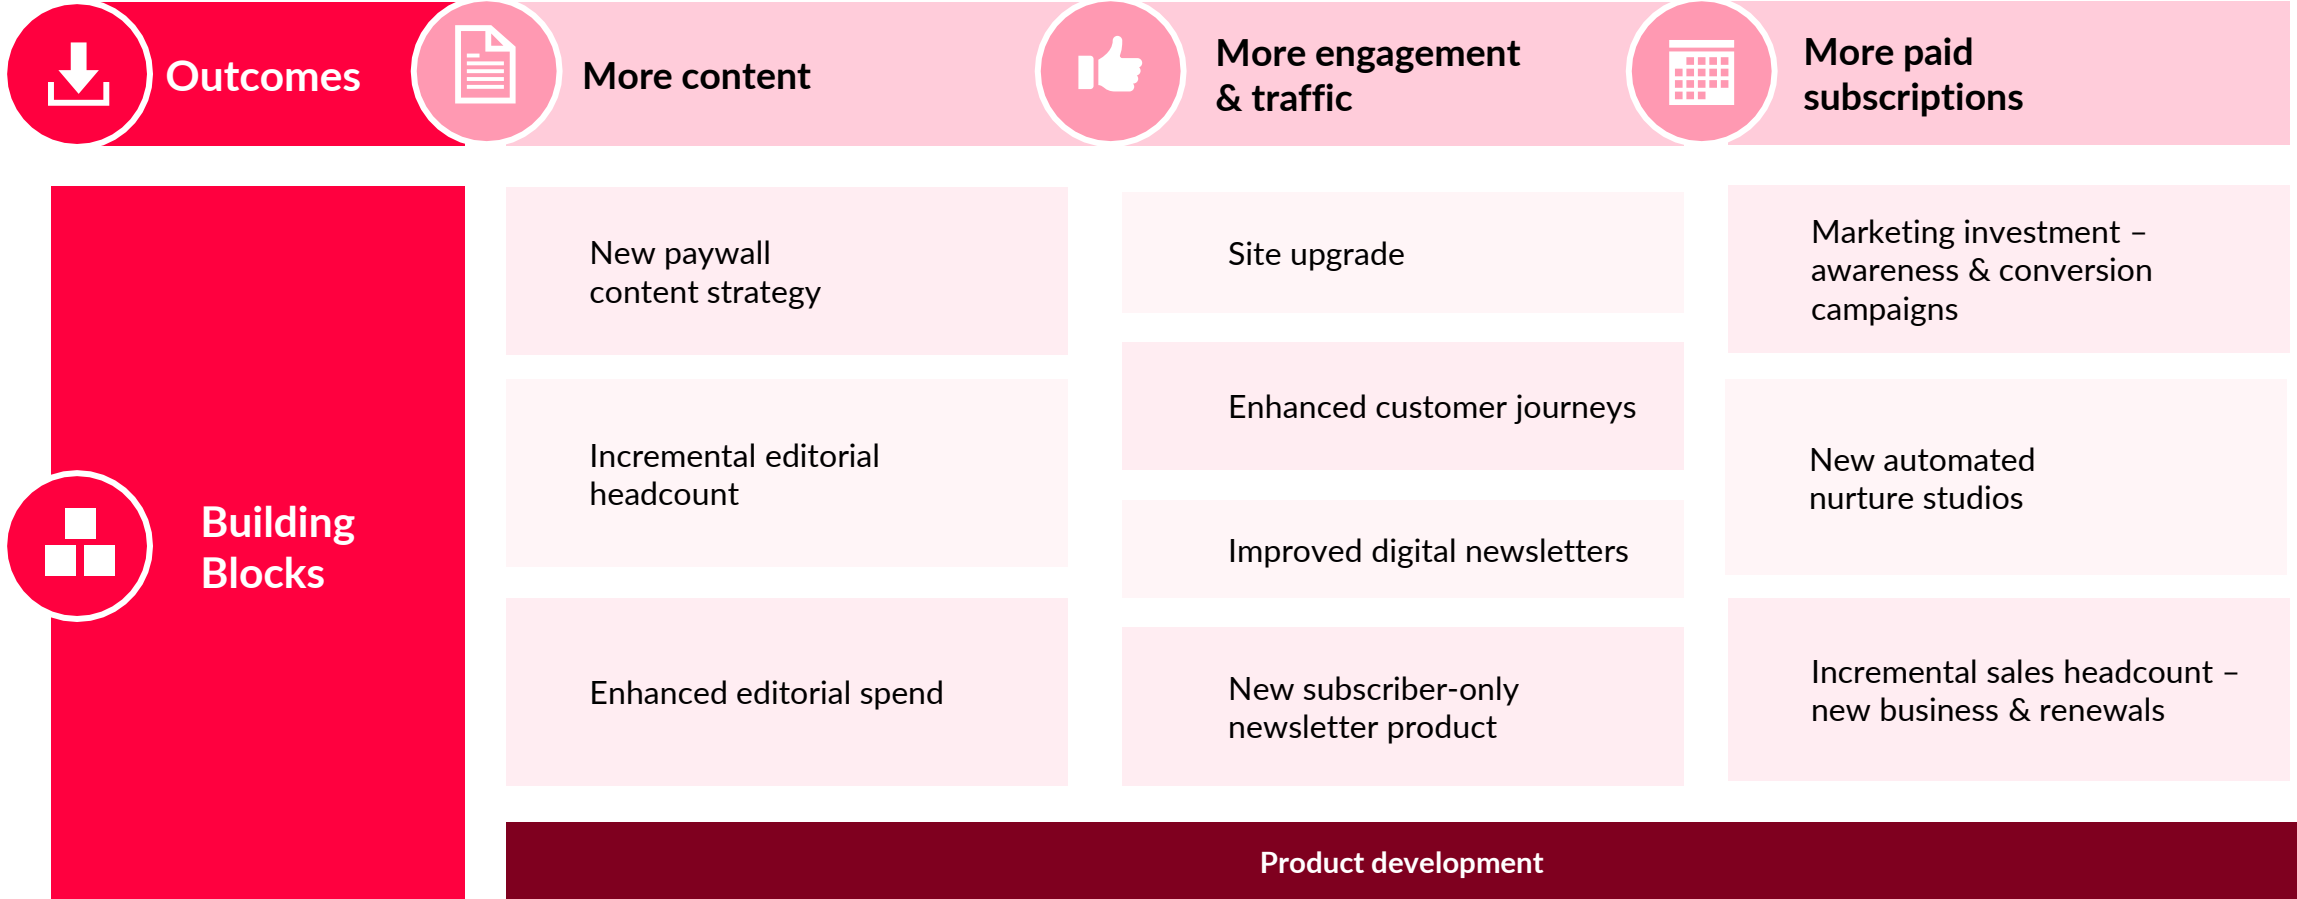 Outcomes
More content
More engagement
& traffic
More paid
subscriptions
Building
Blocks
New paywall
content strategy
Incremental editorial
headcount
Enhanced editorial spend
Site upgrade
Enhanced customer journeys
Improved digital newsletters
New subscriber-only
newsletter product
Marketing investment –
awareness & conversion
campaigns
New automated
nurture studios
Incremental sales headcount –
new business & renewals
Product development